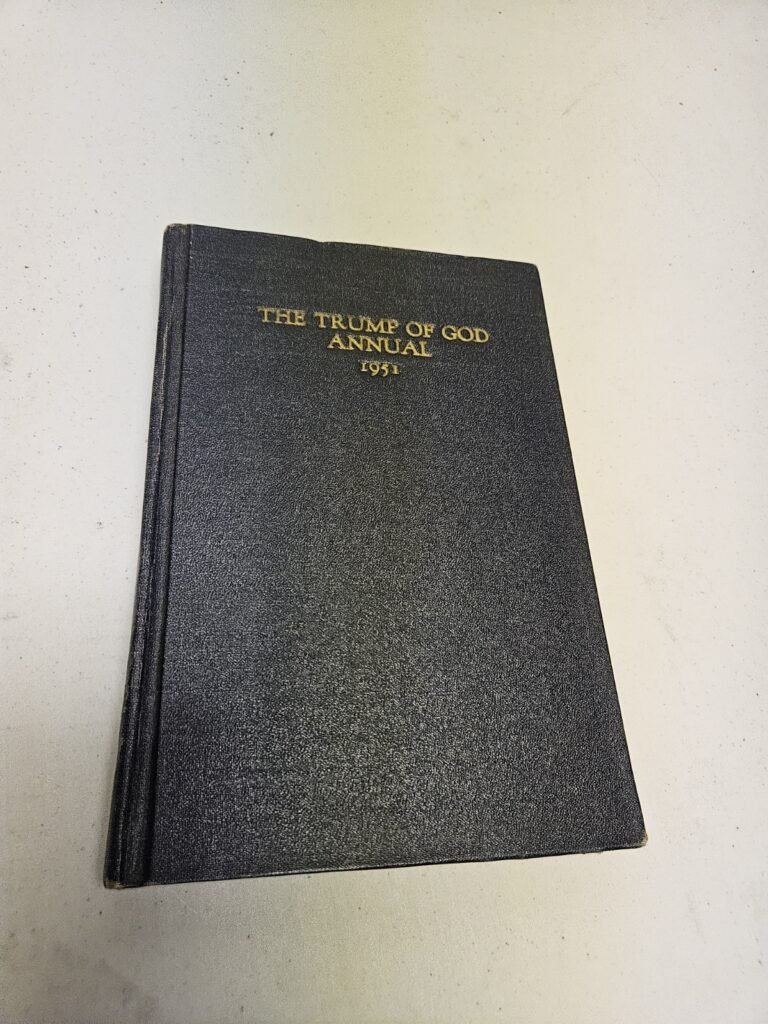 THE TRUMP OF GOD
ANNUAL
1951